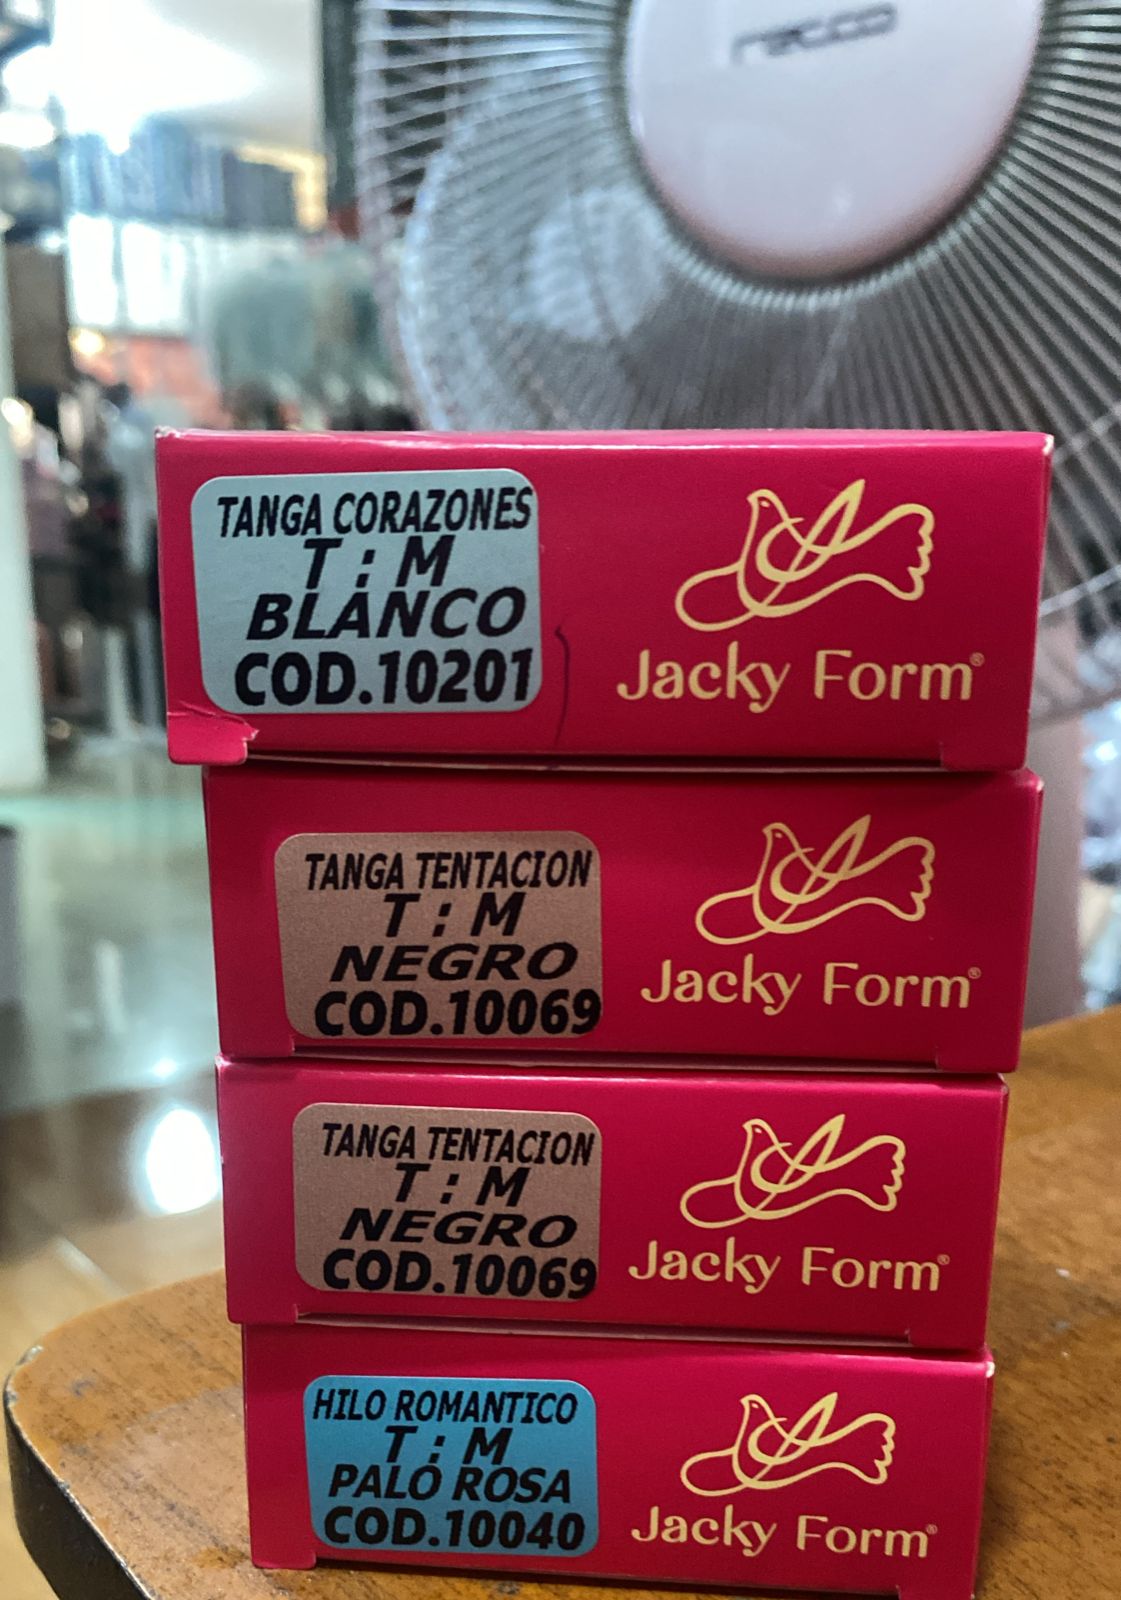 recco
TANGA CORAZONES
T : M
BLANCO
COD.10201
Jacky Form®
TANGA TENTACION
T : M
NEGRO
COD.10069
Jacky Form®
TANGA TENTACION
T : M
NEGRO
COD.10069
Jacky Form®
HILO ROMANTICO
T : M
PALO ROSA
COD.10040
Jacky Form®